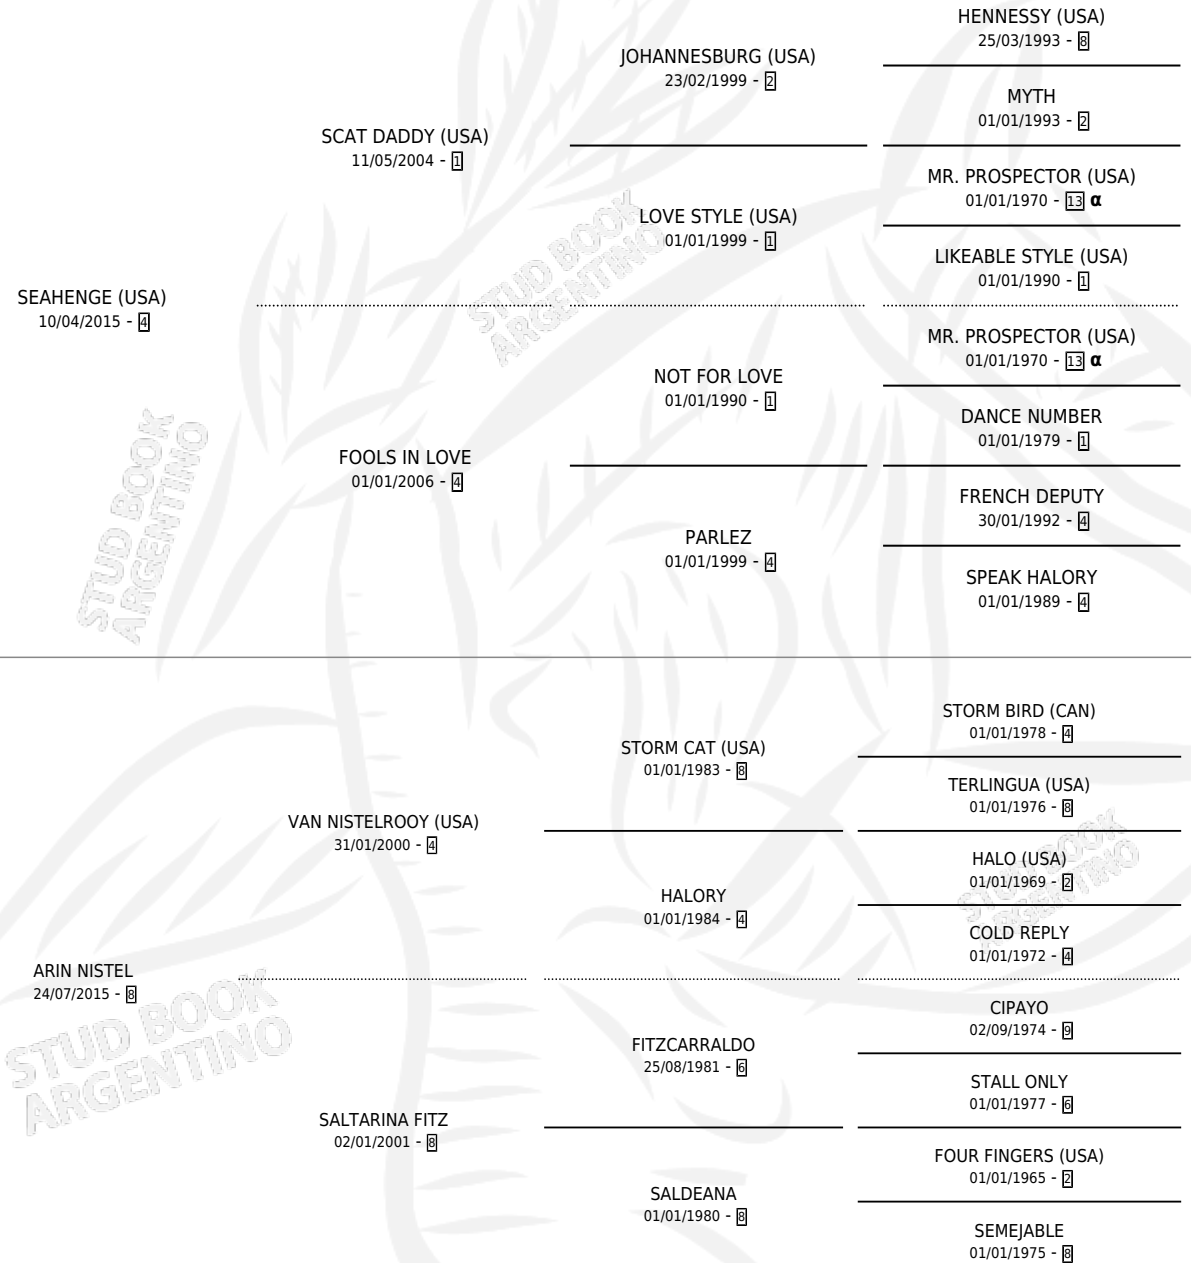 HENNESSY (USA)
25/03/1993 - 8
JOHANNESBURG (USA)
23/02/1999 - 2
MYTH
01/01/1993 - 2
SCAT DADDY (USA)
11/05/2004 - 1
MR. PROSPECTOR (USA)
01/01/1970 - 13 α
LOVE STYLE (USA)
01/01/1999 - 1
LIKEABLE STYLE (USA)
01/01/1990 - 1
SEAHENGE (USA)
10/04/2015 - 4
MR. PROSPECTOR (USA)
01/01/1970 - 13 α
NOT FOR LOVE
01/01/1990 - 1
DANCE NUMBER
01/01/1979 - 1
FOOLS IN LOVE
01/01/2006 - 4
FRENCH DEPUTY
30/01/1992 - 4
PARLEZ
01/01/1999 - 4
SPEAK HALORY
01/01/1989 - 4
STORM BIRD (CAN)
01/01/1978 - 4
STORM CAT (USA)
01/01/1983 - 8
TERLINGUA (USA)
01/01/1976 - 8
VAN NISTELROOY (USA)
31/01/2000 - 4
HALO (USA)
01/01/1969 - 2
HALORY
01/01/1984 - 4
COLD REPLY
01/01/1972 - 4
ARIN NISTEL
24/07/2015 - 8
CIPAYO
02/09/1974 - 9
FITZCARRALDO
25/08/1981 - 6
STALL ONLY
01/01/1977 - 6
SALTARINA FITZ
02/01/2001 - 8
FOUR FINGERS (USA)
01/01/1965 - 2
SALDEANA
01/01/1980 - 8
SEMEJABLE
01/01/1975 - 8
STUD BOOK
ARGENTINO
STUD BOOK
ARGENTINO
STUD BOOK
ARGENTINO
STUD BOOK
ARGENTINO